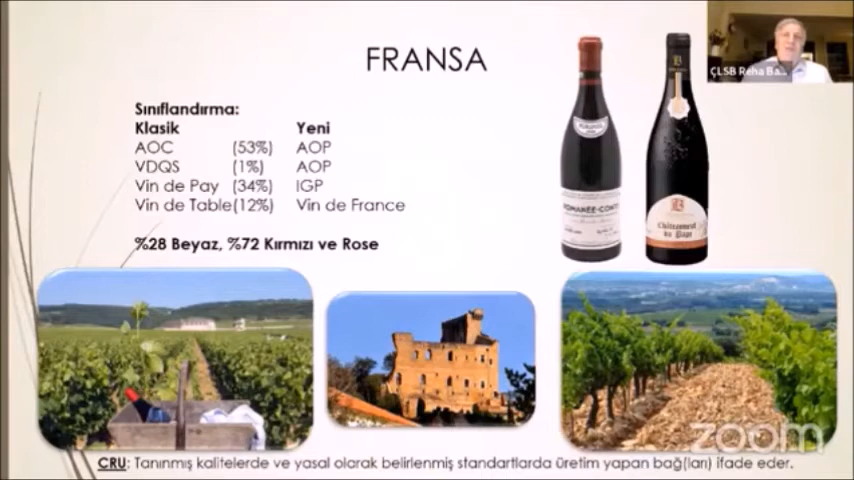 FRANSA
ÇLSB Reha Ba...
Sınıflandırma:
Klasik Yeni
AOC (53%) AOP
VDQS (1%) AOP
Vin de Pay (34%) IGP
Vin de Table(12%) Vin de France
%28 Beyaz, %72 Kırmızı ve Rose
ROMANÉE-CONTI
Châteauneuf
du Pape
zoom
CRU: Tanınmış kalitelerde ve yasal olarak belirlenmiş standartlarda üretim yapan bağ(ları) ifade eder.